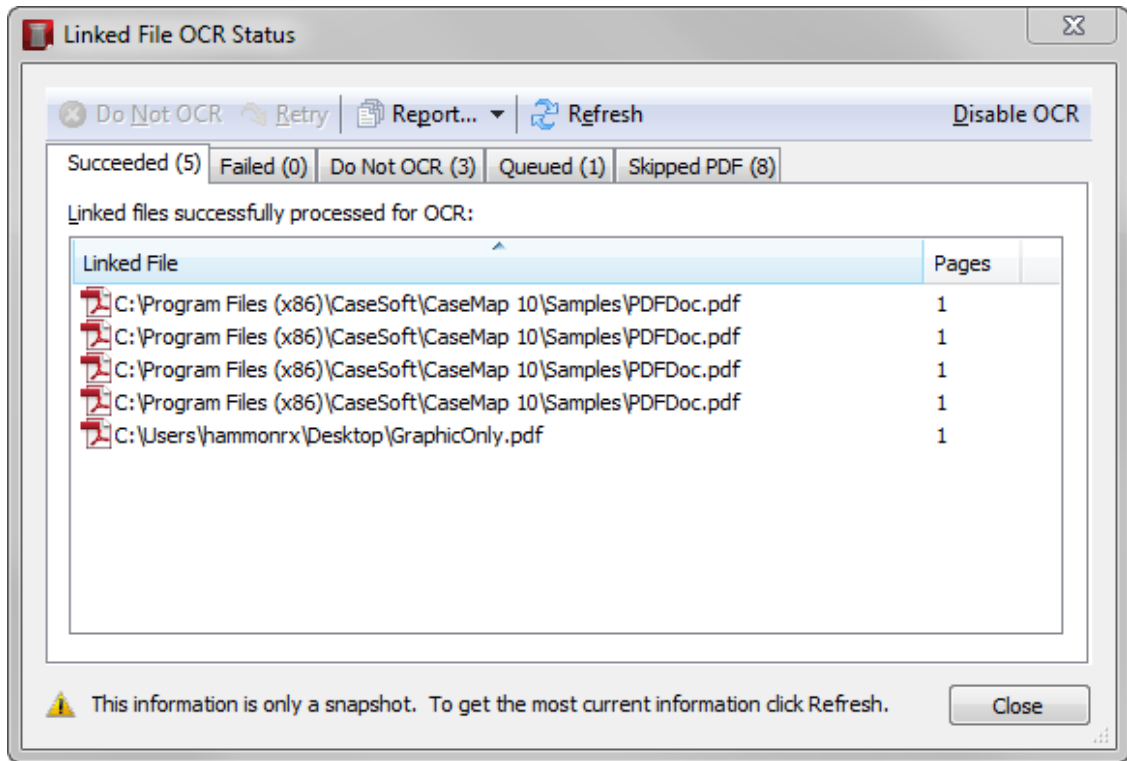 Linked File OCR Status
Do Not OCR Retry Report... Refresh Disable OCR
Succeeded (5) Failed (0) Do Not OCR (3) Queued (1) Skipped PDF (8)
Linked files successfully processed for OCR:
Linked File Pages
C:\Program Files (x86)\CaseSoft\CaseMap 10\Samples\PDFDoc.pdf 1
C:\Program Files (x86)\CaseSoft\CaseMap 10\Samples\PDFDoc.pdf 1
C:\Program Files (x86)\CaseSoft\CaseMap 10\Samples\PDFDoc.pdf 1
C:\Program Files (x86)\CaseSoft\CaseMap 10\Samples\PDFDoc.pdf 1
C:\Users\hammonrx\Desktop\GraphicOnly.pdf 1
This information is only a snapshot. To get the most current information click Refresh. Close